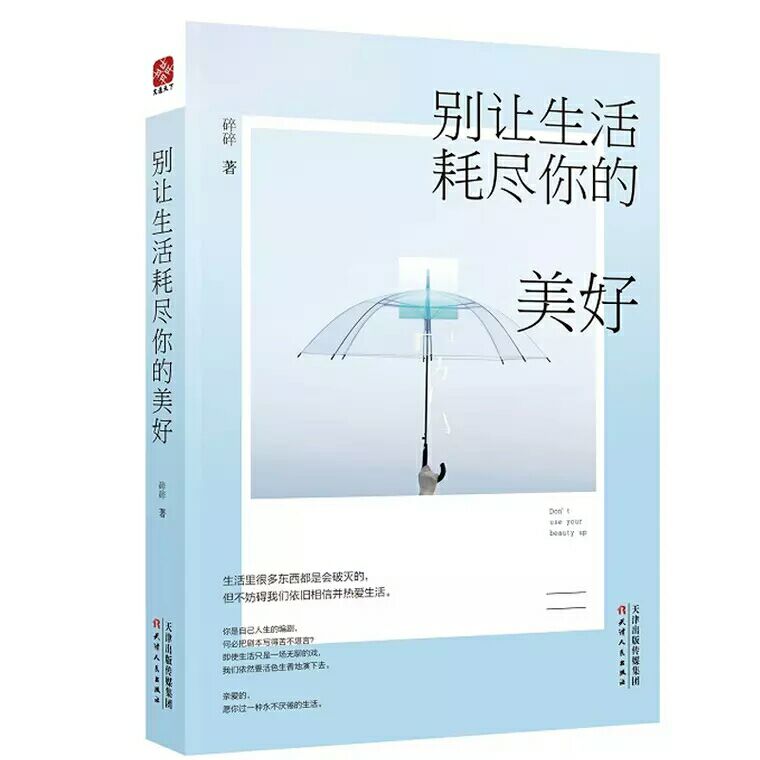 文通天下
别让生活耗尽你的美好
碎碎 著
天津出版传媒集团
天津人民出版社
碎碎 著
别让生活
耗尽你的
美好
Don't
use your
beauty up
生活里很多东西都是会破灭的，
但不妨碍我们依旧相信并热爱生活。
你是自己人生的编剧，
何必把剧本写得苦不堪言？
即使生活只是一场无聊的戏，
我们依然要活色生香地演下去。
亲爱的，
愿你过一种永不厌倦的生活。
天津出版传媒集团
天津人民出版社